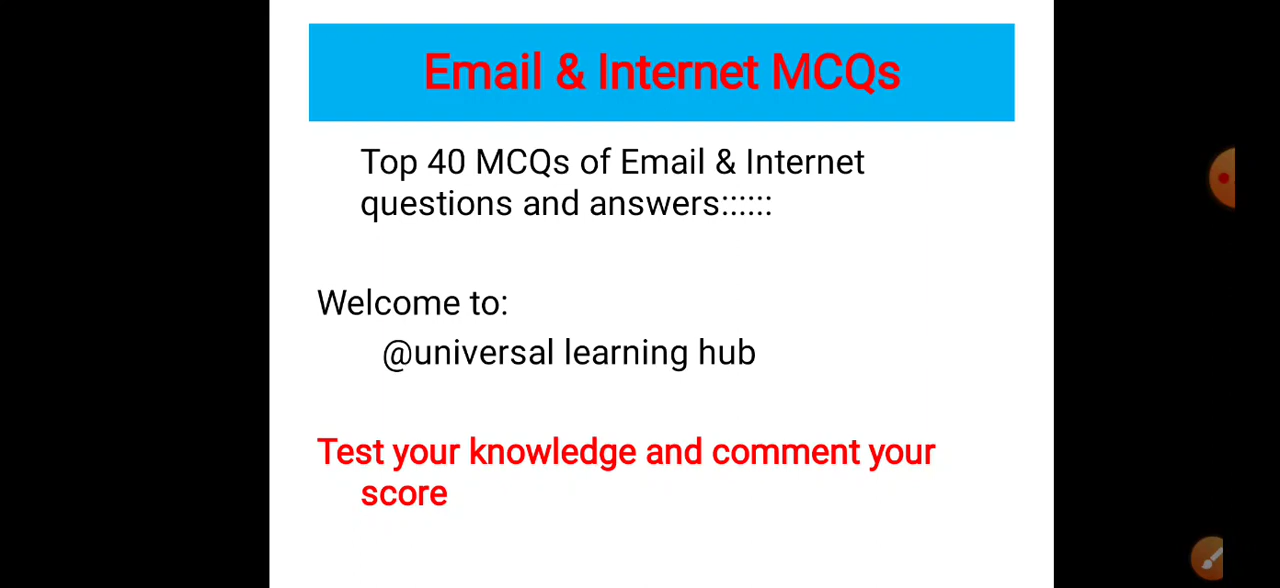 Email & Internet MCQs
Top 40 MCQs of Email & Internet
questions and answers::::::
Welcome to:
@universal learning hub
Test your knowledge and comment your
score